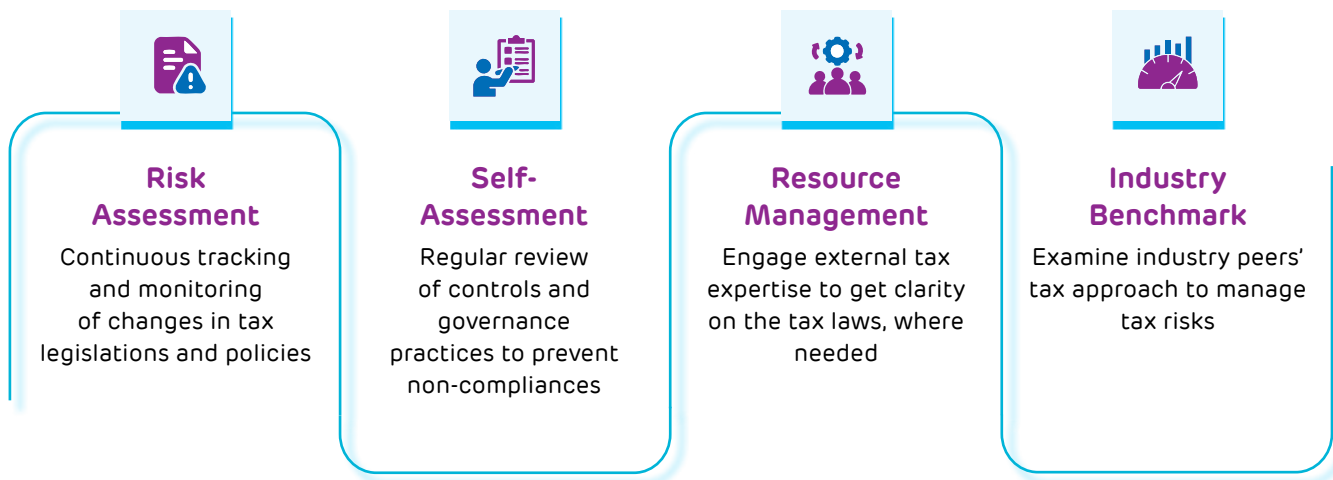 Risk
Assessment
Continuous tracking
and monitoring
of changes in tax
legislations and policies
Self-
Assessment
Regular review
of controls and
governance
practices to prevent
non-compliances
Resource
Management
Engage external tax
expertise to get clarity
on the tax laws, where
needed
Industry
Benchmark
Examine industry peers’
tax approach to manage
tax risks